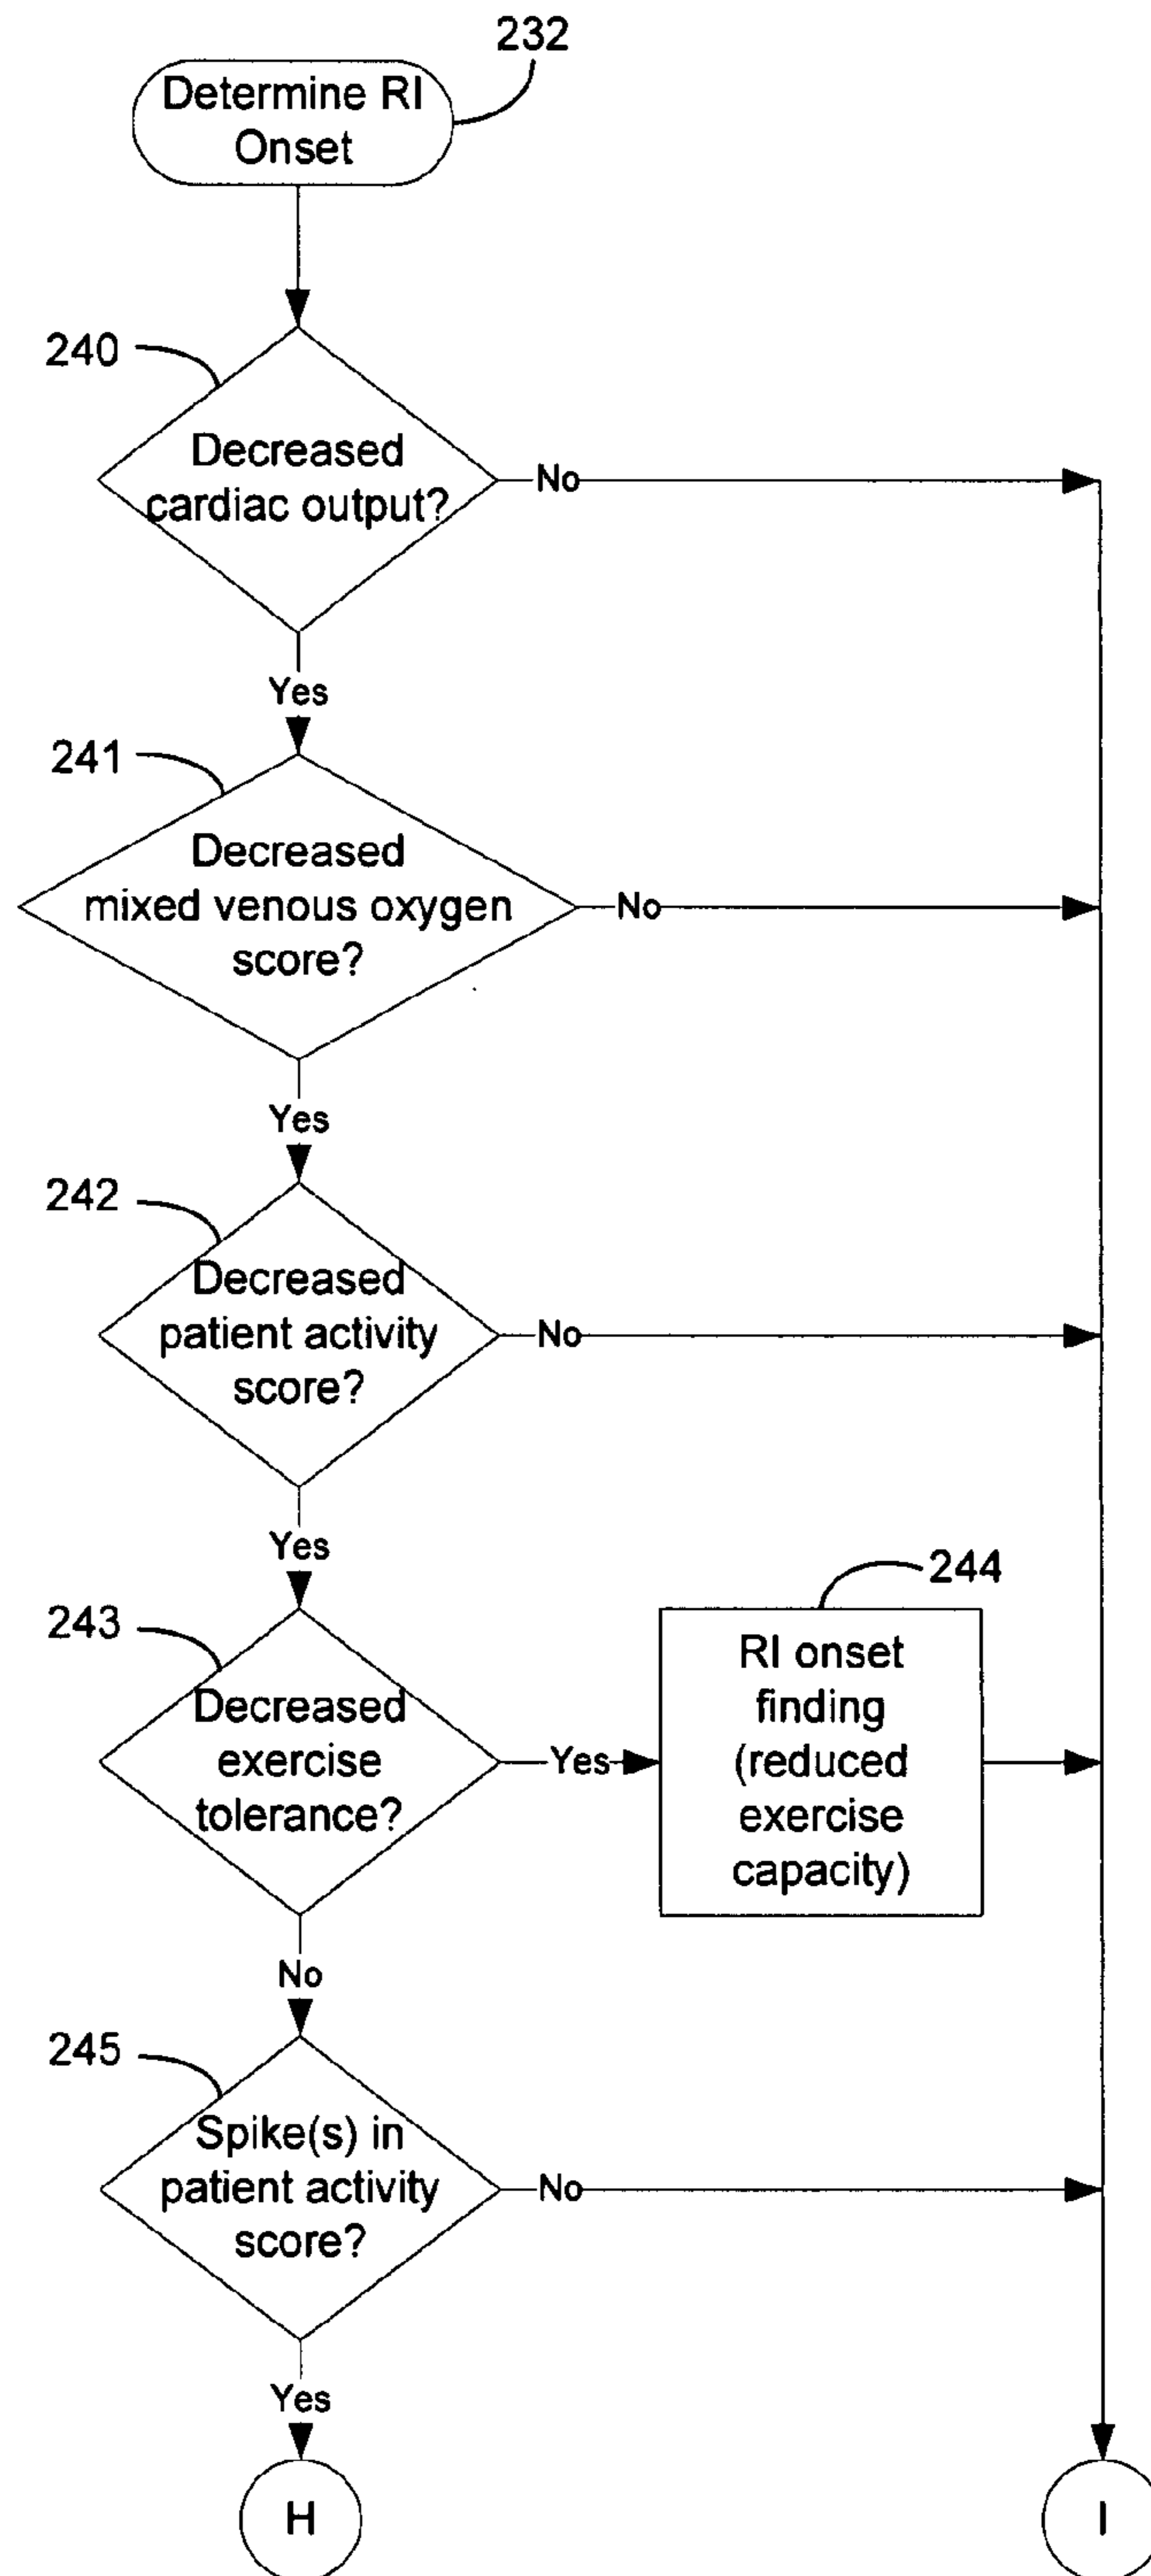 232
Determine RI
Onset
240
Decreased
cardiac output?
No
Yes
241
Decreased
mixed venous oxygen
score?
No
Yes
242
Decreased
patient activity
score?
No
Yes
243
Decreased
exercise
tolerance?
Yes
244
RI onset
finding
(reduced
exercise
capacity)
No
245
Spike(s) in
patient activity
score?
No
Yes
H
I